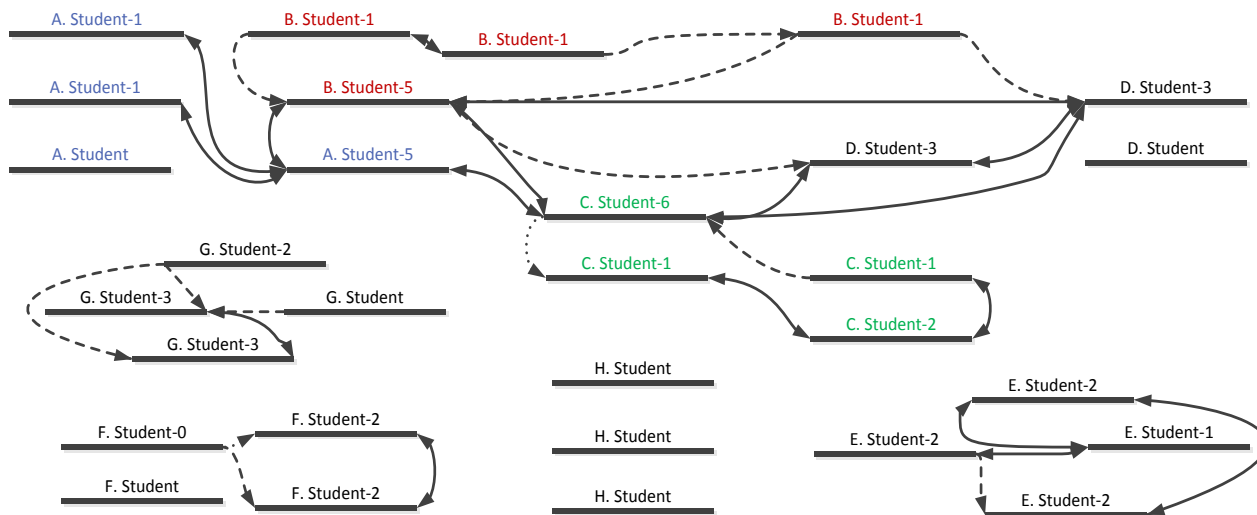 A. Student-1
B. Student-1
B. Student-1
B. Student-1
A. Student-1
B. Student-5
D. Student-3
A. Student
A. Student-5
D. Student-3
D. Student
C. Student-6
G. Student-2
C. Student-1
C. Student-1
G. Student-3
G. Student
C. Student-2
G. Student-3
H. Student
E. Student-2
F. Student-0
F. Student-2
H. Student
E. Student-2
E. Student-1
F. Student
F. Student-2
H. Student
E. Student-2